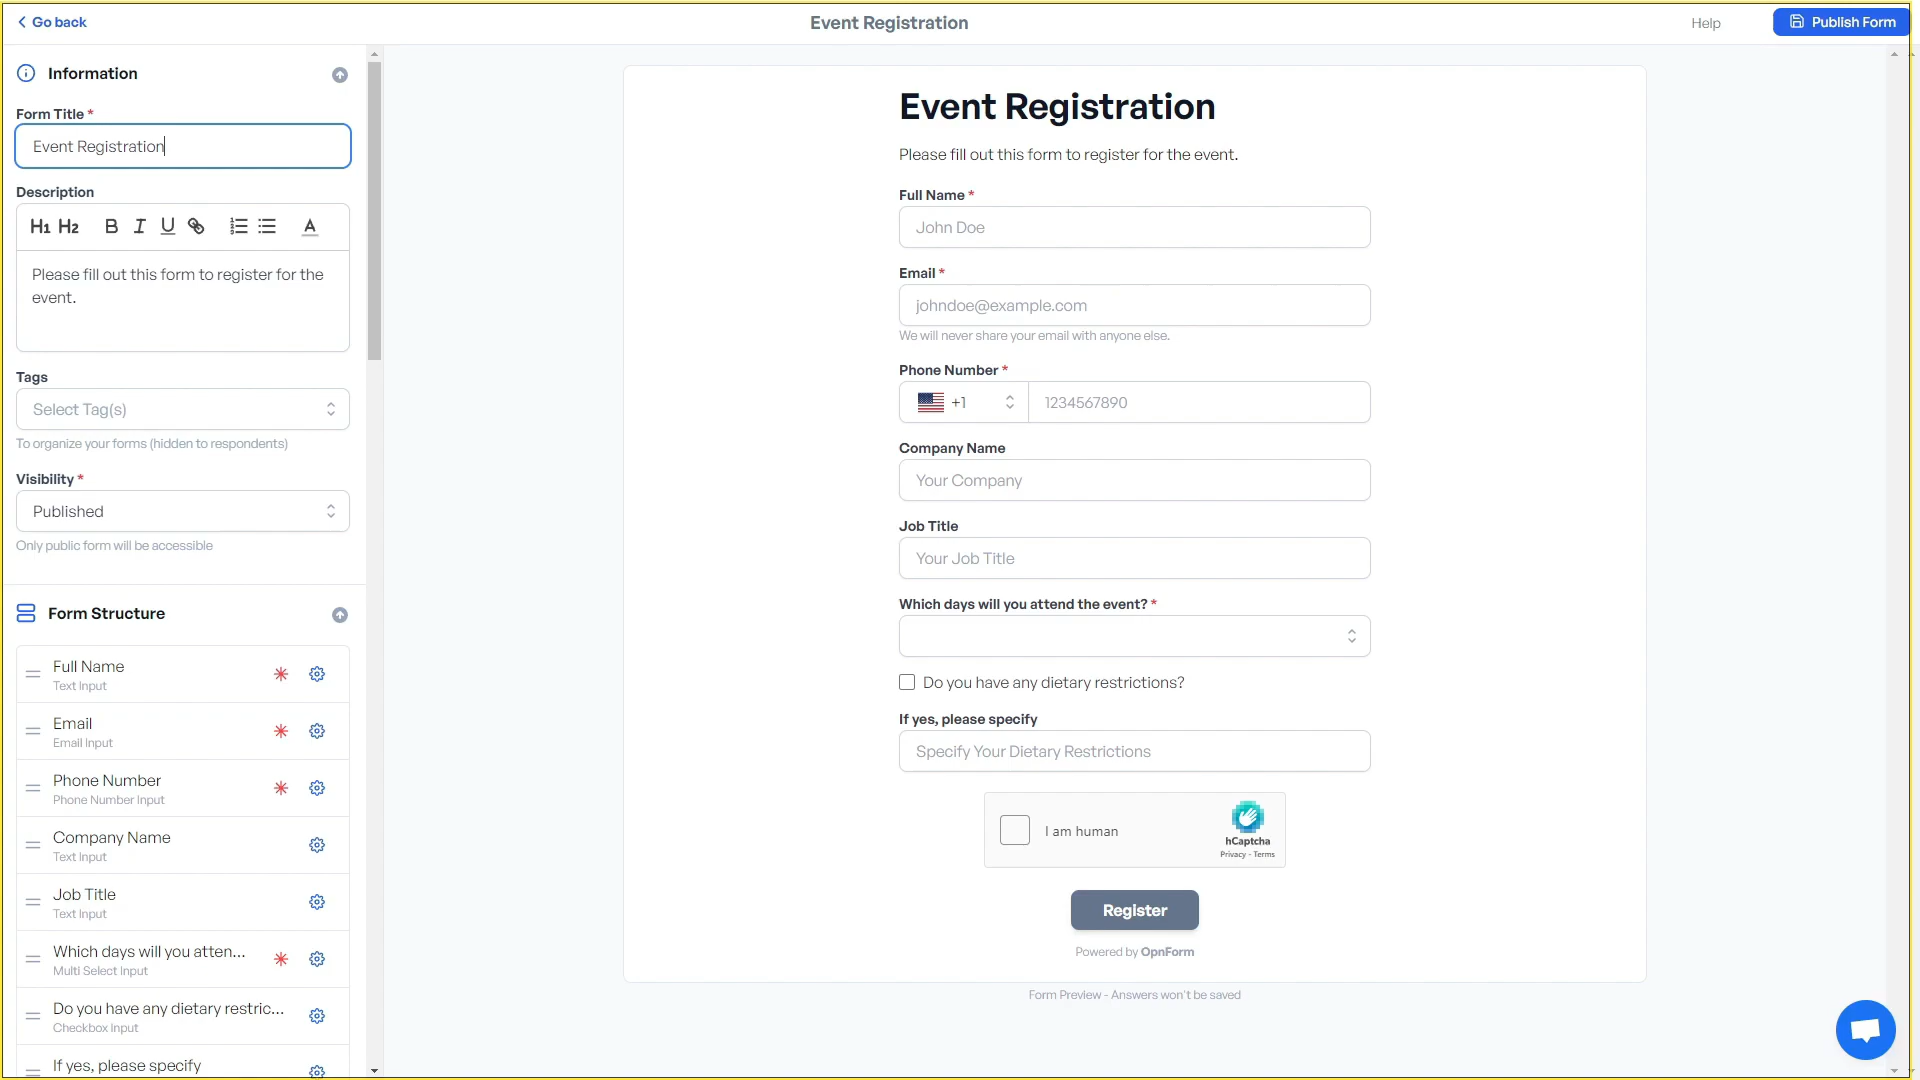 Go back
Event Registration
Help
Publish Form
Information
Form Title *
Event Registration
Description
H1 H2 B I U A
Please fill out this form to register for the
event.
Tags
Select Tag(s)
To organize your forms (hidden to respondents)
Visibility *
Published
Only public form will be accessible
Form Structure
Full Name
Text Input
Email
Email Input
Phone Number
Phone Number Input
Company Name
Text Input
Job Title
Text Input
Which days will you atten...
Multi Select Input
Do you have any dietary restric...
Checkbox Input
If yes, please specify
Event Registration
Please fill out this form to register for the event.
Full Name *
John Doe
Email *
johndoe@example.com
We will never share your email with anyone else.
Phone Number *
+1
1234567890
Company Name
Your Company
Job Title
Your Job Title
Which days will you attend the event? *
Do you have any dietary restrictions?
If yes, please specify
Specify Your Dietary Restrictions
I am human
hCaptcha
Privacy - Terms
Register
Powered by OpnForm
Form Preview - Answers won't be saved